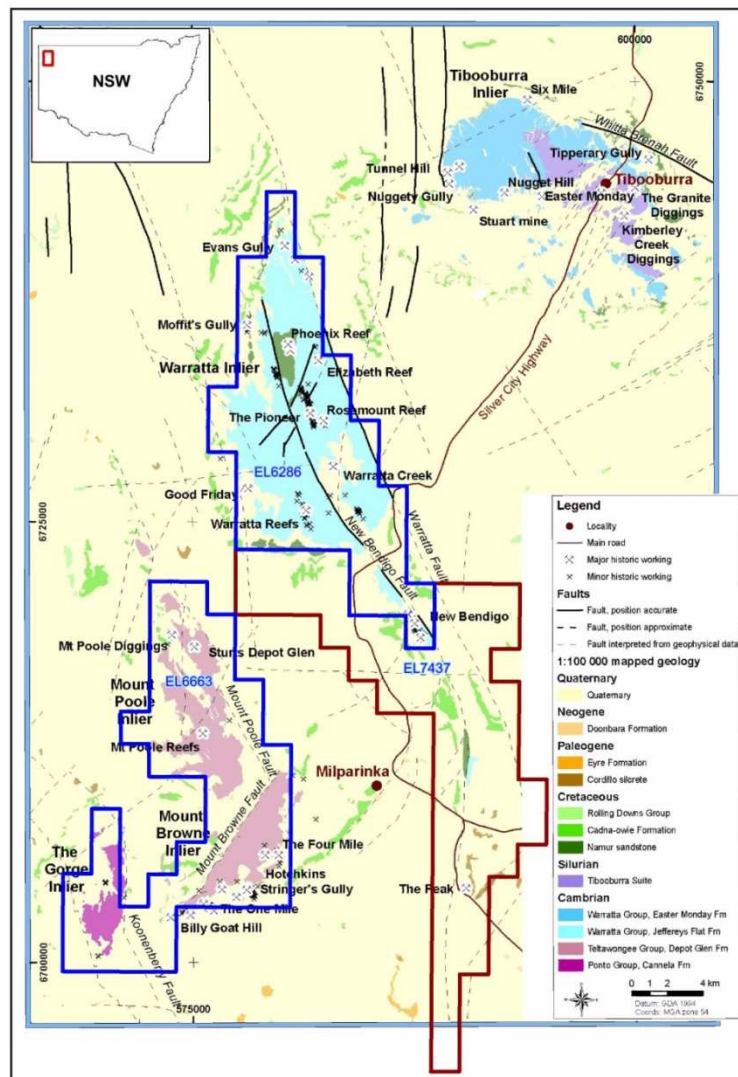 NSW
600000
6750000
Tibooburra
Inlier
Six Mile
Whitta Brenah Fault
Tipperary Gully
Tunnel Hill
Tibooburra
Nuggety Gully
Nugget Hill
Easter Monday
The Granite
Diggings
Stuart mine
Kimberley
Creek
Diggings
Evans Gully
Silver City Highway
Moffit's Gully
Phoenix Reef
Warratta Inlier
Elizabeth Reef
The Pioneer
Rosemount Reef
EL6286
Warratta Creek
Good Friday
6725000
Warratta Reefs
New Bendigo Fault
Warratta Fault
New Bendigo
EL7437
Mt Poole Diggings
Sturts Depot Glen
EL6663
Mount
Poole
Inlier
Mount Poole Fault
Mt Poole Reefs
Milparinka
Mount
Browne
Inlier
Mount Browne Fault
The Four Mile
The
Gorge
Inlier
Hotchkins
Stringer's Gully
The Peak
The One Mile
Billy Goat Hill
Koonenberry Fault
6700000
575000
Legend
Locality
Main road
Major historic working
Minor historic working
Faults
Fault, position accurate
Fault, position approximate
Fault interpreted from geophysical data
1:100 000 mapped geology
Quaternary
Quaternary
Neogene
Doonbara Formation
Paleogene
Eyre Formation
Cordillo silcrete
Cretaceous
Rolling Downs Group
Cadna-owie Formation
Namur sandstone
Silurian
Tibooburra Suite
Cambrian
Warratta Group, Easter Monday Fm
Warratta Group, Jeffereys Flat Fm
Teltawongee Group, Depot Glen Fm
Ponto Group, Cannela Fm
0 1 2 4 km
Datum: GDA 1994
Coords: MGA zone 54